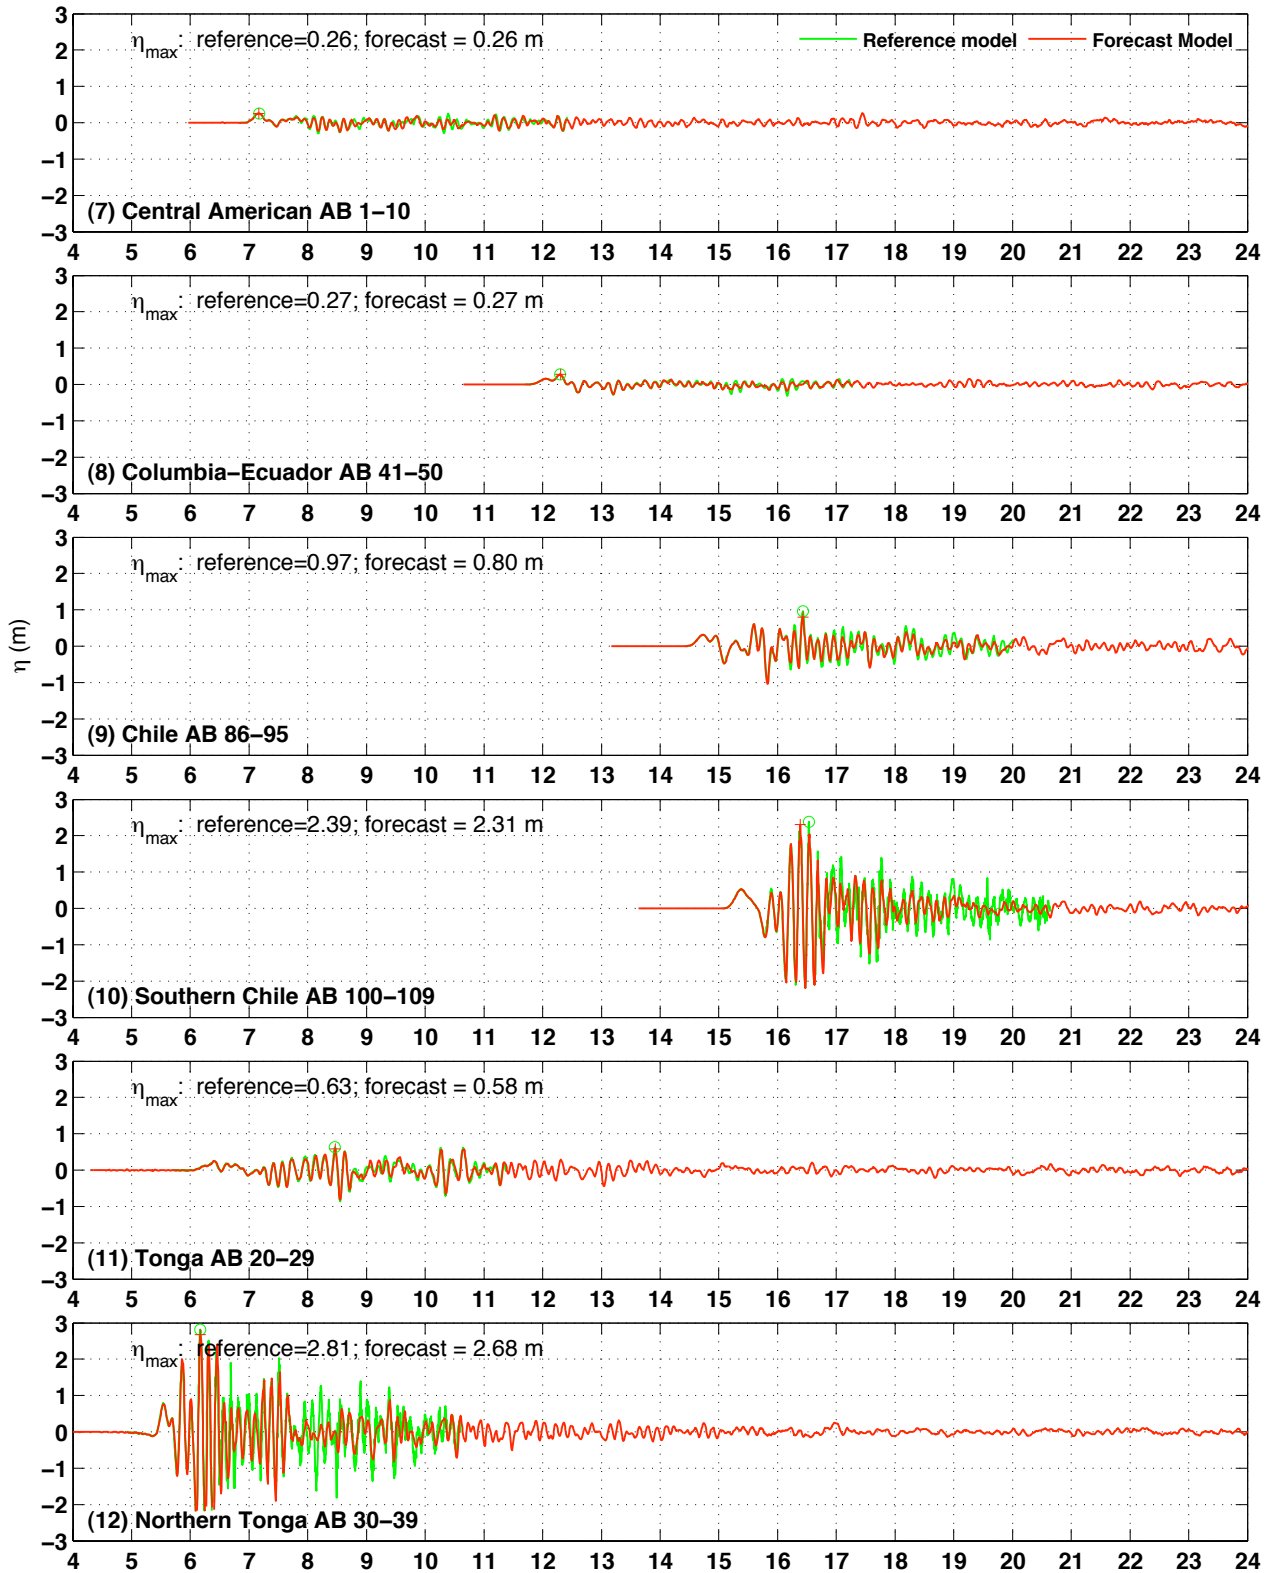 3
η_max: reference=0.26; forecast = 0.26 m
Reference model
Forecast Model
2
1
0
−1
−2
(7) Central American AB 1−10
−3
4 5 6 7 8 9 10 11 12 13 14 15 16 17 18 19 20 21 22 23 24
3
η_max: reference=0.27; forecast = 0.27 m
2
1
0
−1
−2
(8) Columbia−Ecuador AB 41−50
−3
4 5 6 7 8 9 10 11 12 13 14 15 16 17 18 19 20 21 22 23 24
η (m)
3
η_max: reference=0.97; forecast = 0.80 m
2
1
0
−1
−2
(9) Chile AB 86−95
−3
4 5 6 7 8 9 10 11 12 13 14 15 16 17 18 19 20 21 22 23 24
3
η_max: reference=2.39; forecast = 2.31 m
2
1
0
−1
−2
(10) Southern Chile AB 100−109
−3
4 5 6 7 8 9 10 11 12 13 14 15 16 17 18 19 20 21 22 23 24
3
η_max: reference=0.63; forecast = 0.58 m
2
1
0
−1
−2
(11) Tonga AB 20−29
−3
4 5 6 7 8 9 10 11 12 13 14 15 16 17 18 19 20 21 22 23 24
3
η_max: reference=2.81; forecast = 2.68 m
2
1
0
−1
−2
(12) Northern Tonga AB 30−39
−3
4 5 6 7 8 9 10 11 12 13 14 15 16 17 18 19 20 21 22 23 24